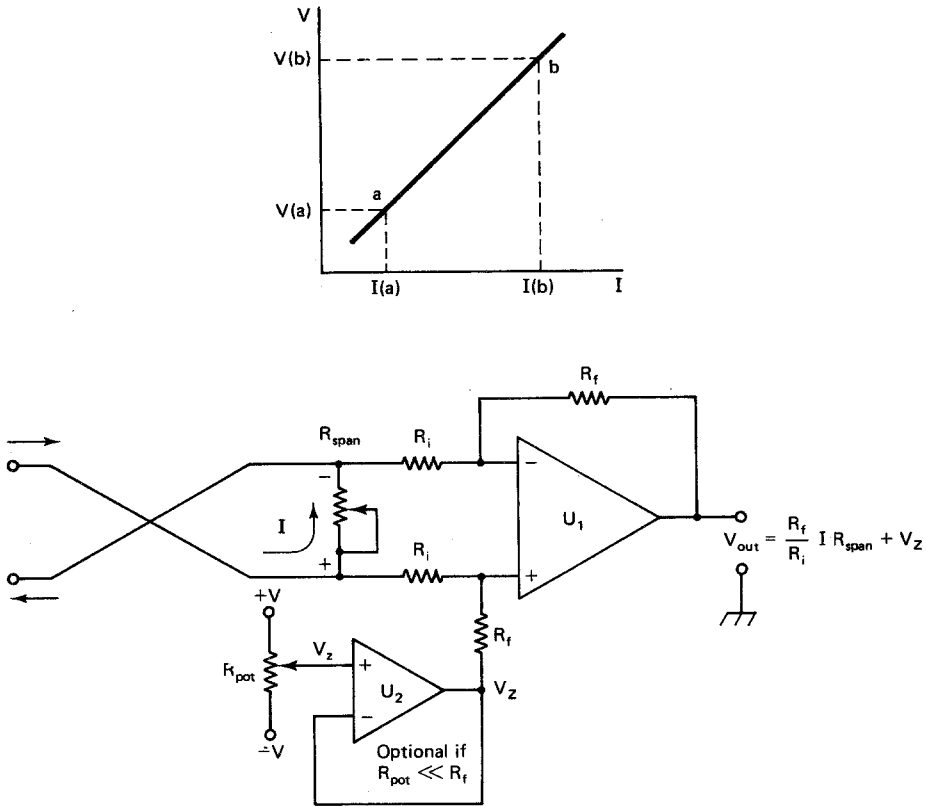 V
V(b)
b
a
V(a)
I(a)
I(b)
I
R_f
R_span
R_i
−
−
I
U_1
V_out = R_f/R_i I R_span + V_Z
+
R_i
+
+V
R_f
V_z
+
R_pot
U_2
V_Z
−
−V
Optional if
R_pot << R_f